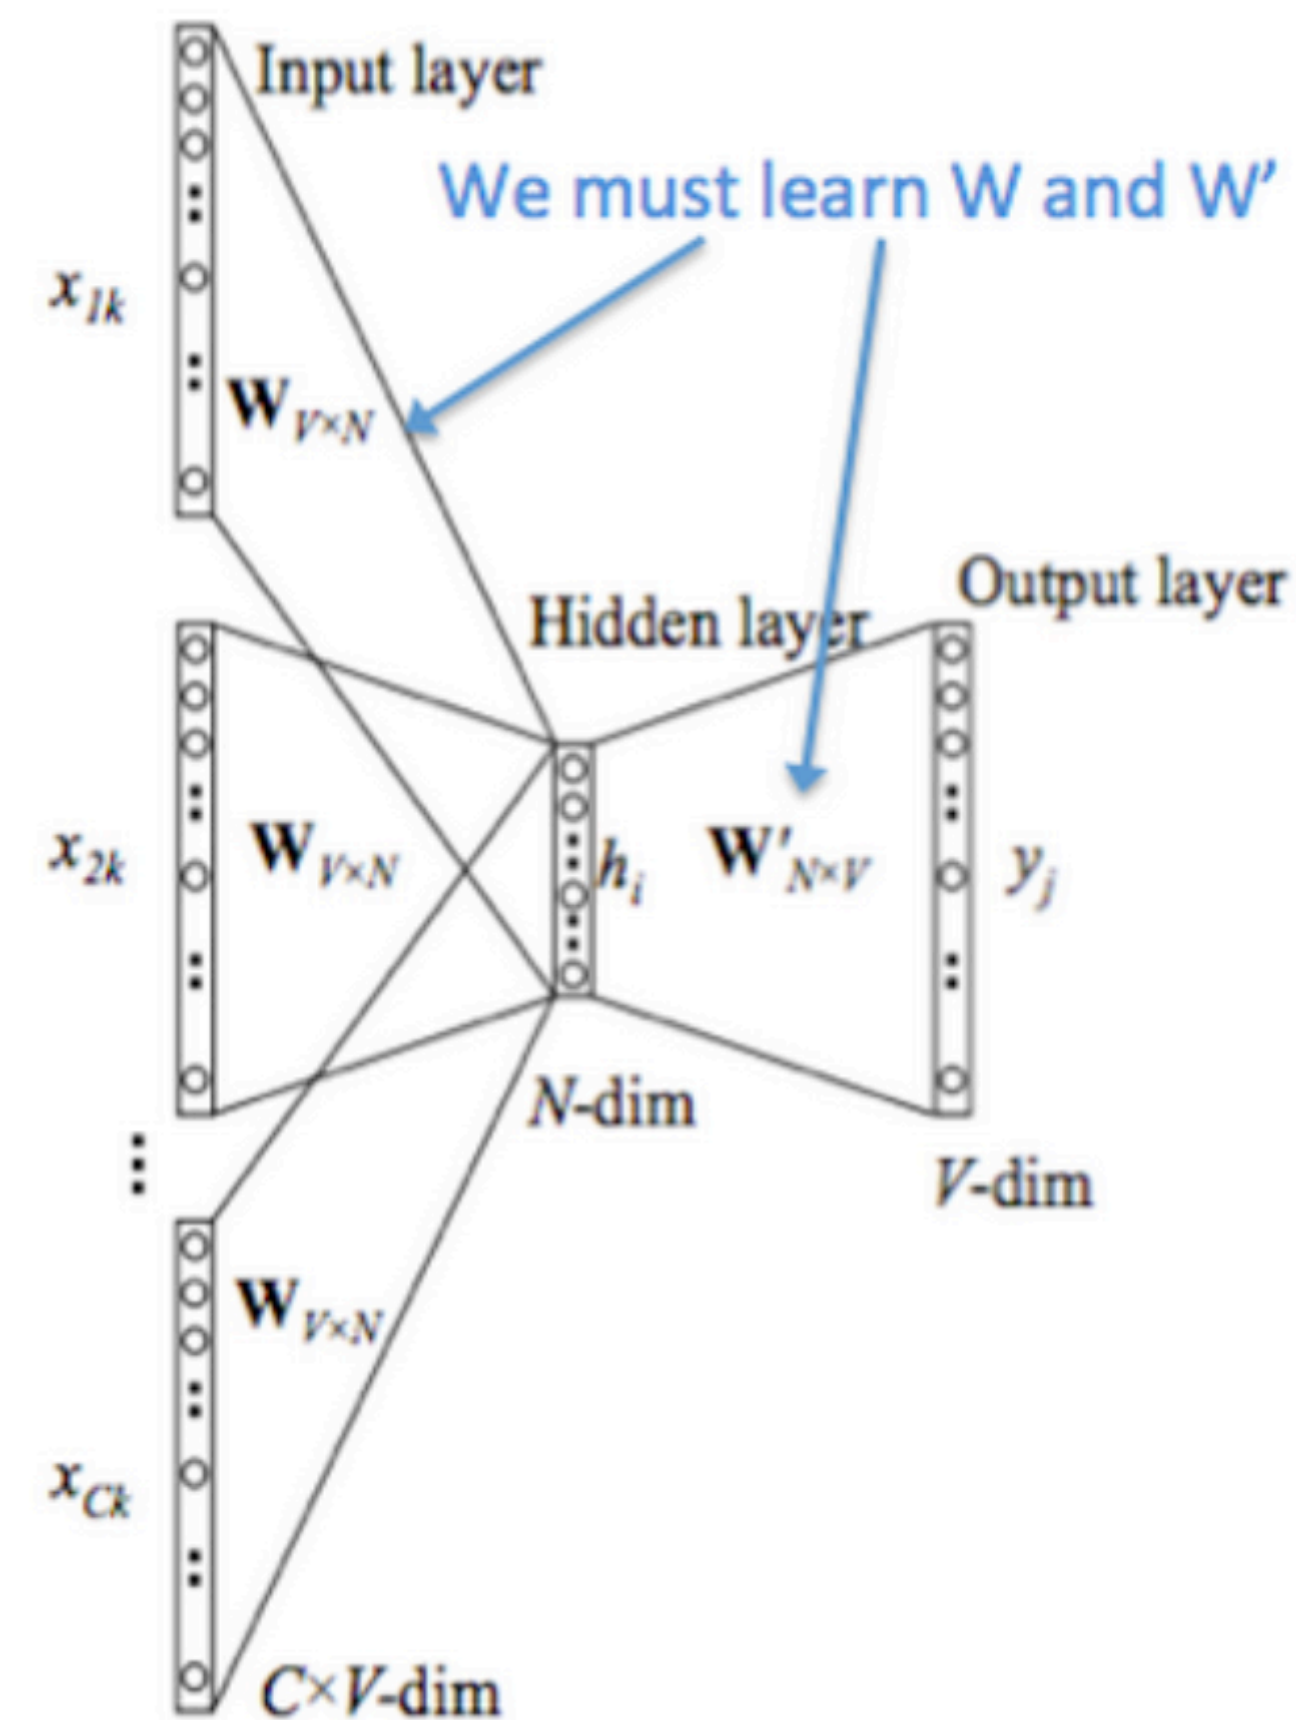 Input layer
We must learn W and W'
x1k
WV×N
Output layer
Hidden layer
x2k
WV×N
hi
W'N×V
yj
N-dim
V-dim
WV×N
xCk
C×V-dim